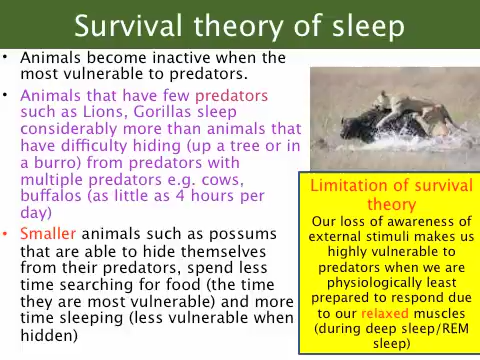 Survival theory of sleep
• Animals become inactive when the
most vulnerable to predators.
• Animals that have few predators
such as Lions, Gorillas sleep
considerably more than animals that
have difficulty hiding (up a tree or in
a burro) from predators with
multiple predators e.g. cows,
buffalos (as little as 4 hours per
day)
• Smaller animals such as possums
that are able to hide themselves
from their predators, spend less
time searching for food (the time
they are most vulnerable) and more
time sleeping (less vulnerable when
hidden)
Limitation of survival
theory
Our loss of awareness of
external stimuli makes us
highly vulnerable to
predators when we are
physiologically least
prepared to respond due
to our relaxed muscles
(during deep sleep/REM
sleep)